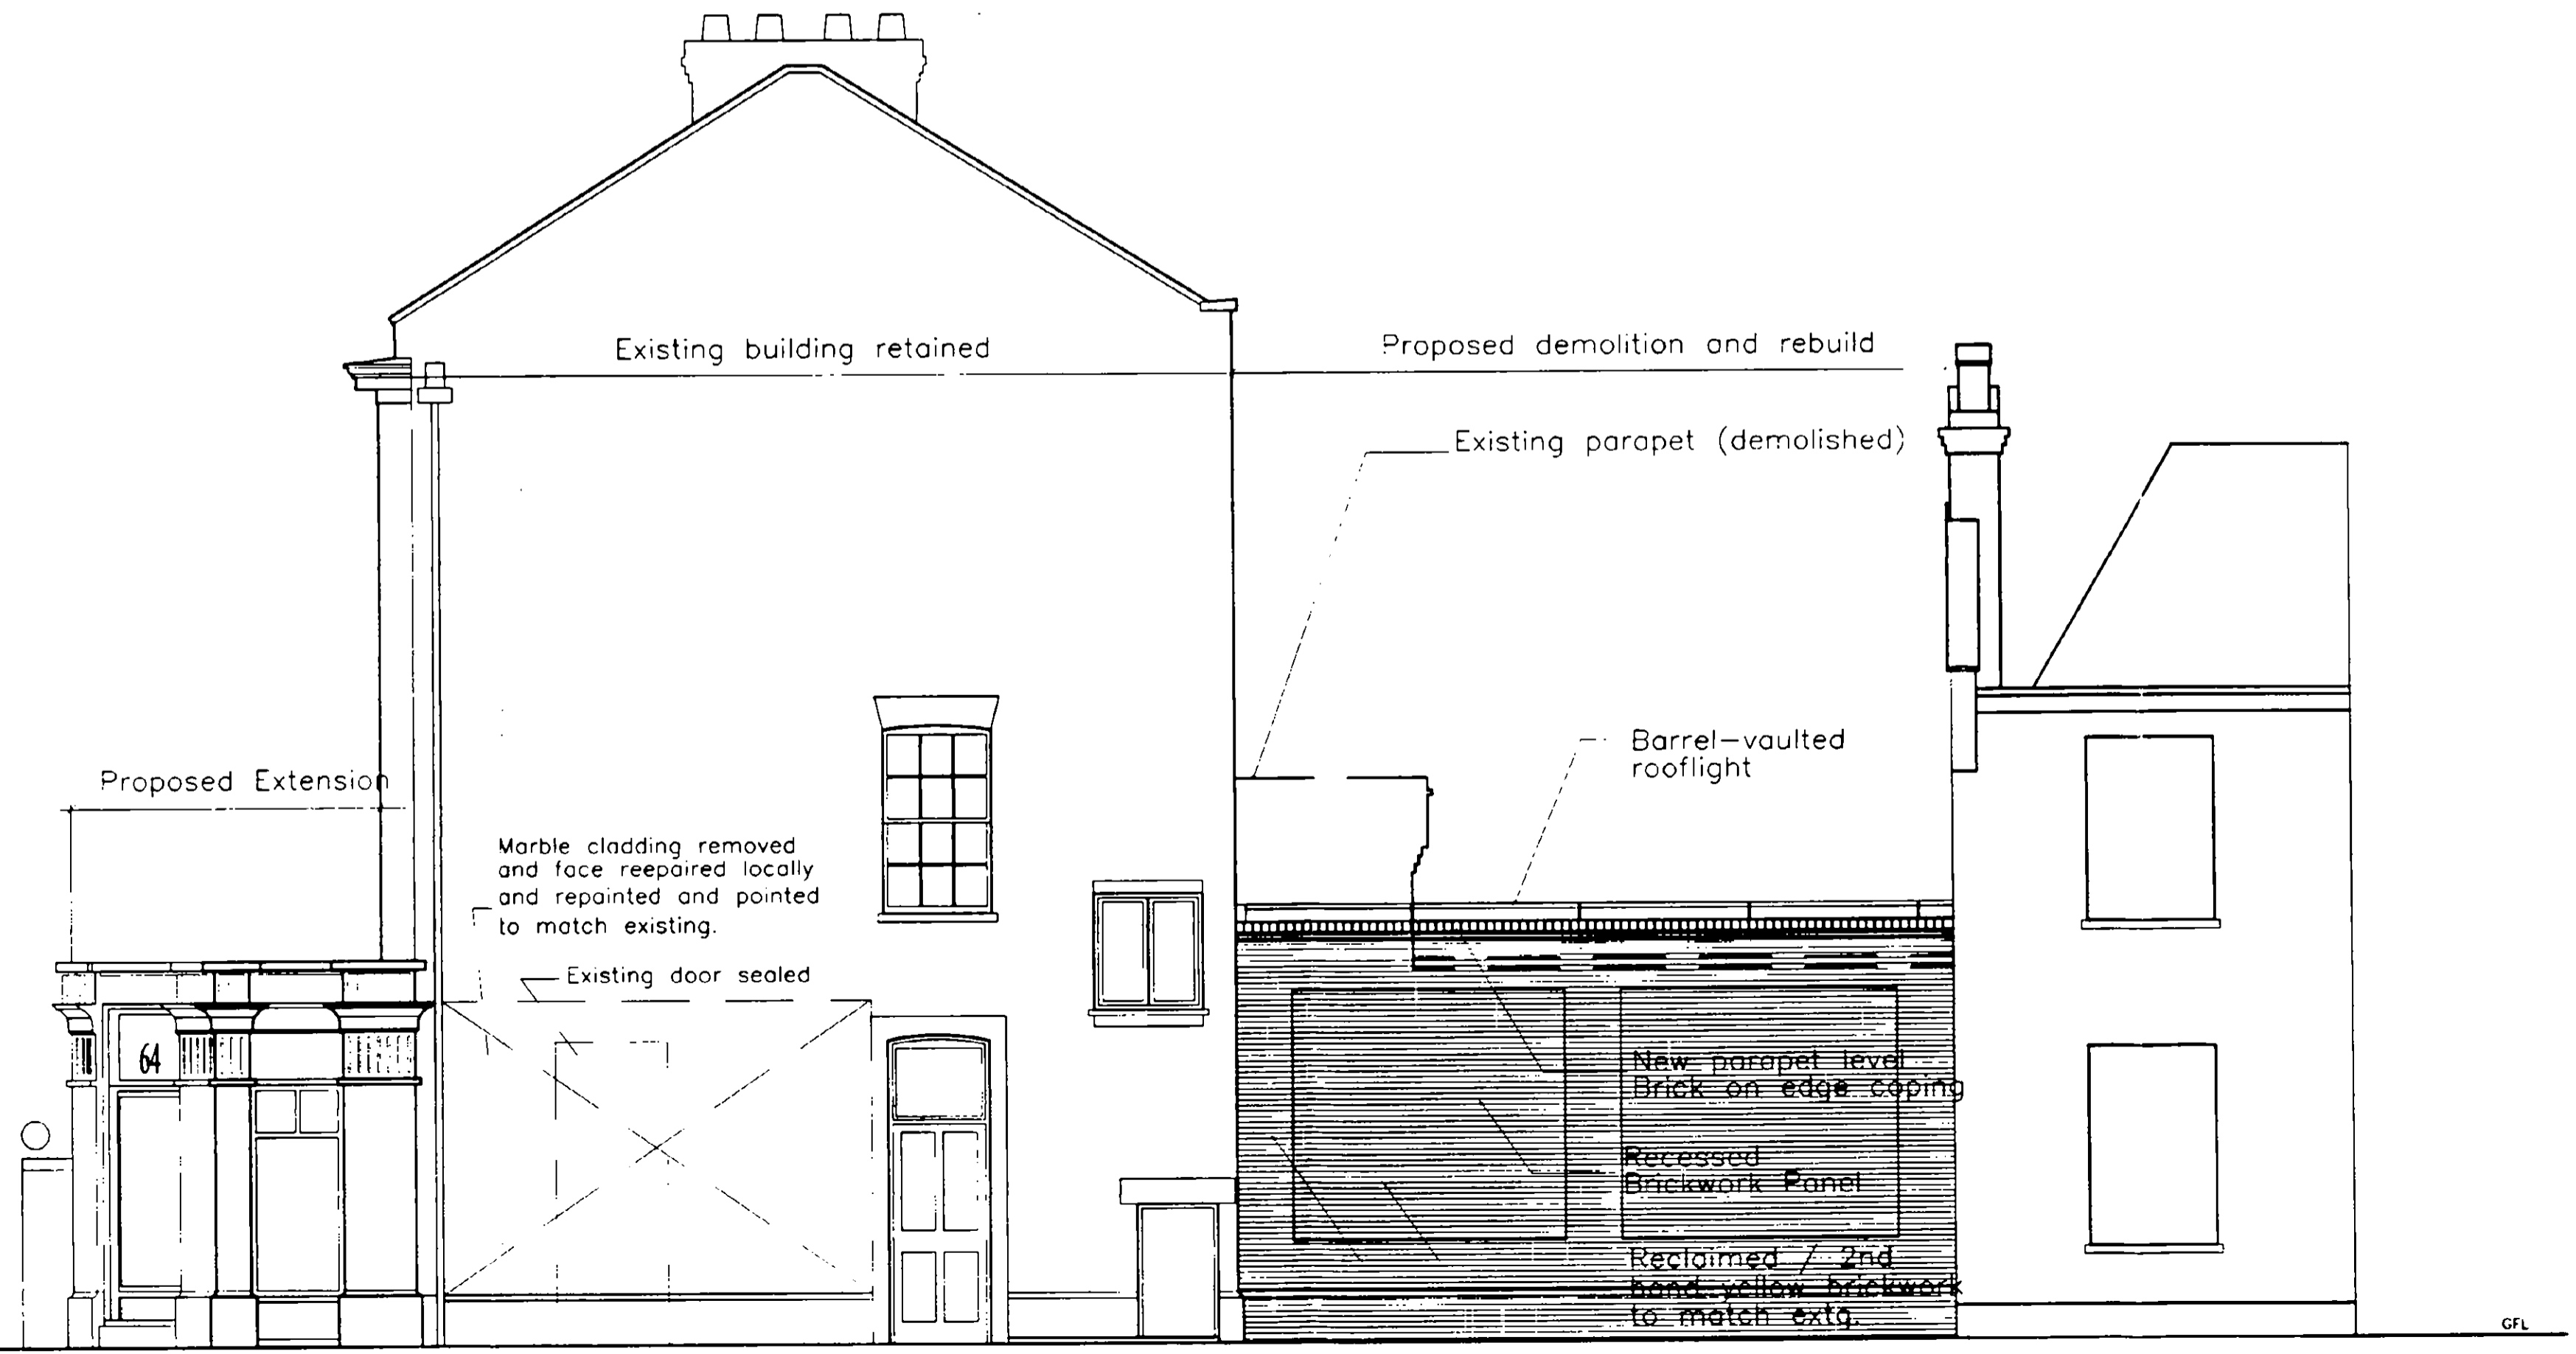 Existing building retained
Proposed demolition and rebuild
Existing parapet (demolished)
Barrel-vaulted
rooflight
Proposed Extension
Marble cladding removed
and face reepaired locally
and repainted and pointed
to match existing.
Existing door sealed
64
New parapet level
Brick on edge coping
Recessed
Brickwork Panel
Reclaimed / 2nd
hand yellow brickwork
to match extg.
GFL